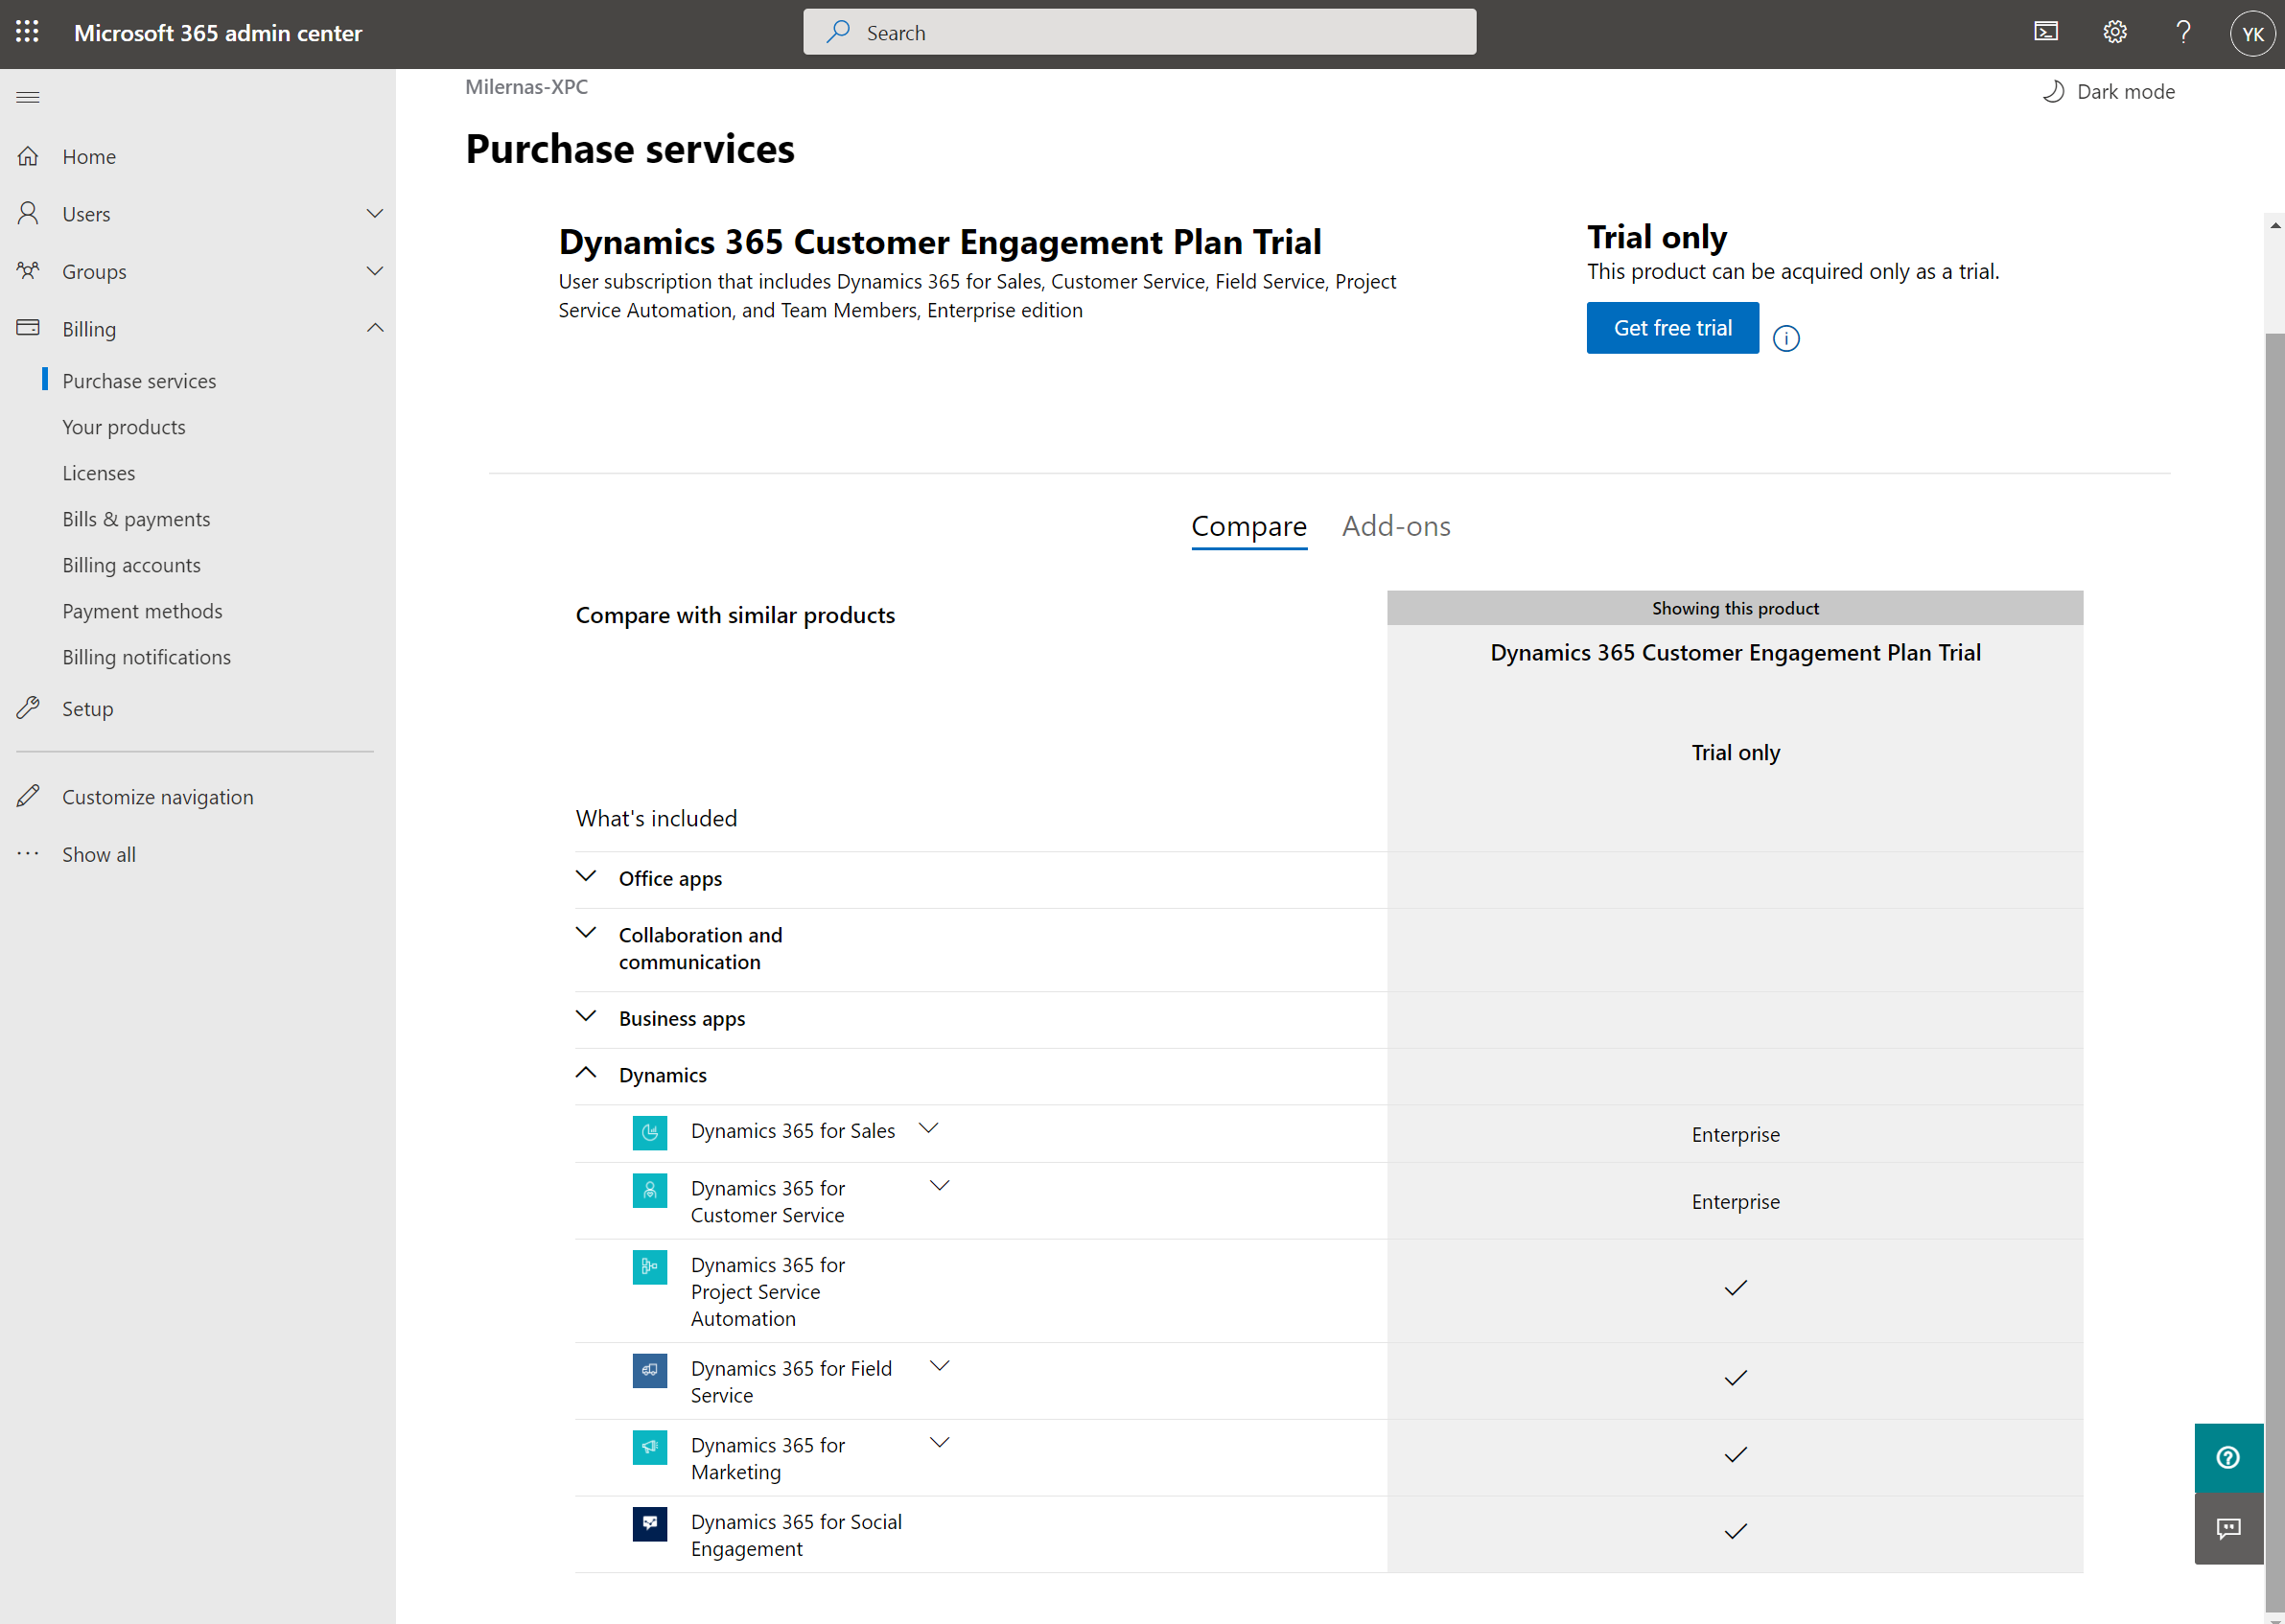 Microsoft 365 admin center
Search
YK
Milernas-XPC
Dark mode
Home
Users
Groups
Billing
Purchase services
Your products
Licenses
Bills & payments
Billing accounts
Payment methods
Billing notifications
Setup
Customize navigation
Show all
Purchase services
Dynamics 365 Customer Engagement Plan Trial
User subscription that includes Dynamics 365 for Sales, Customer Service, Field Service, Project
Service Automation, and Team Members, Enterprise edition
Trial only
This product can be acquired only as a trial.
Get free trial
Compare
Add-ons
Compare with similar products
Showing this product
Dynamics 365 Customer Engagement Plan Trial
Trial only
What's included
Office apps
Collaboration and
communication
Business apps
Dynamics
Dynamics 365 for Sales
Enterprise
Dynamics 365 for
Customer Service
Enterprise
Dynamics 365 for
Project Service
Automation
Dynamics 365 for Field
Service
Dynamics 365 for
Marketing
Dynamics 365 for Social
Engagement